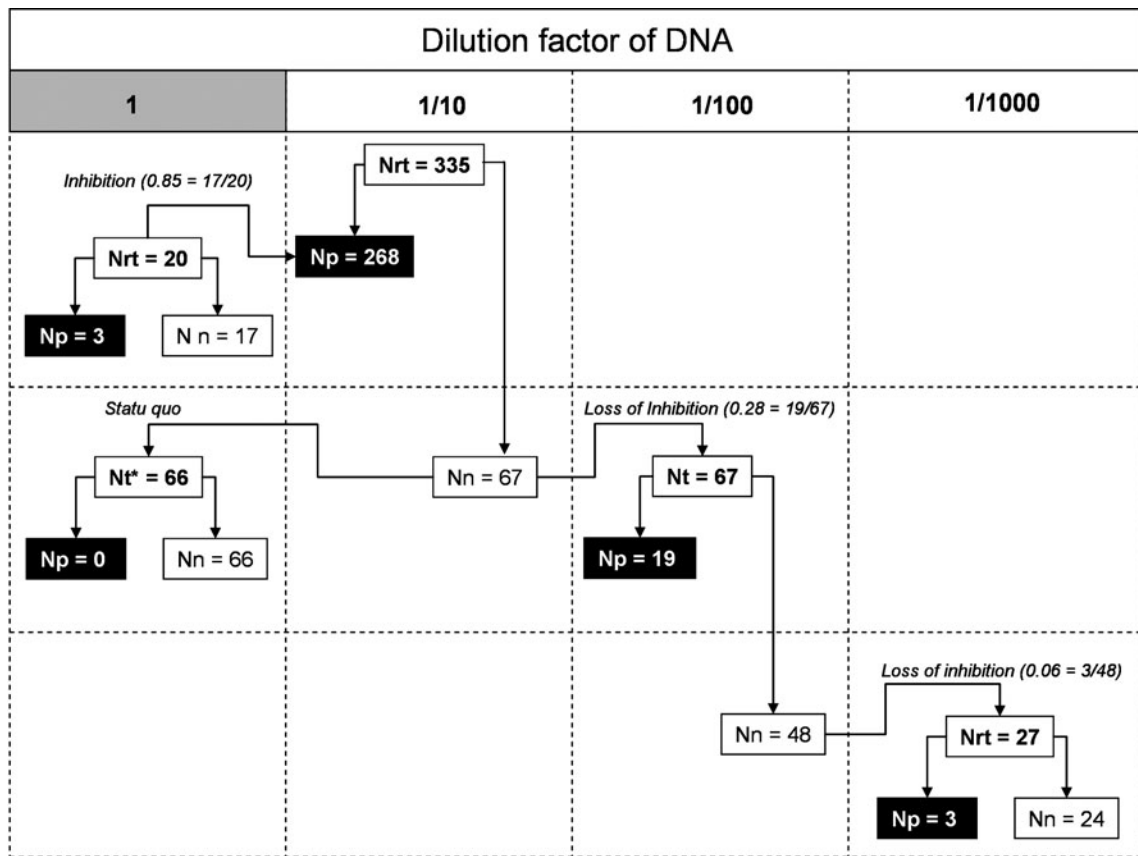 Dilution factor of DNA
1
1/10
1/100
1/1000
Nrt = 335
Inhibition (0.85 = 17/20)
Nrt = 20
Np = 268
Np = 3
N n = 17
Statu quo
Loss of Inhibition (0.28 = 19/67)
Nt* = 66
Nn = 67
Nt = 67
Np = 0
Nn = 66
Np = 19
Loss of inhibition (0.06 = 3/48)
Nn = 48
Nrt = 27
Np = 3
Nn = 24